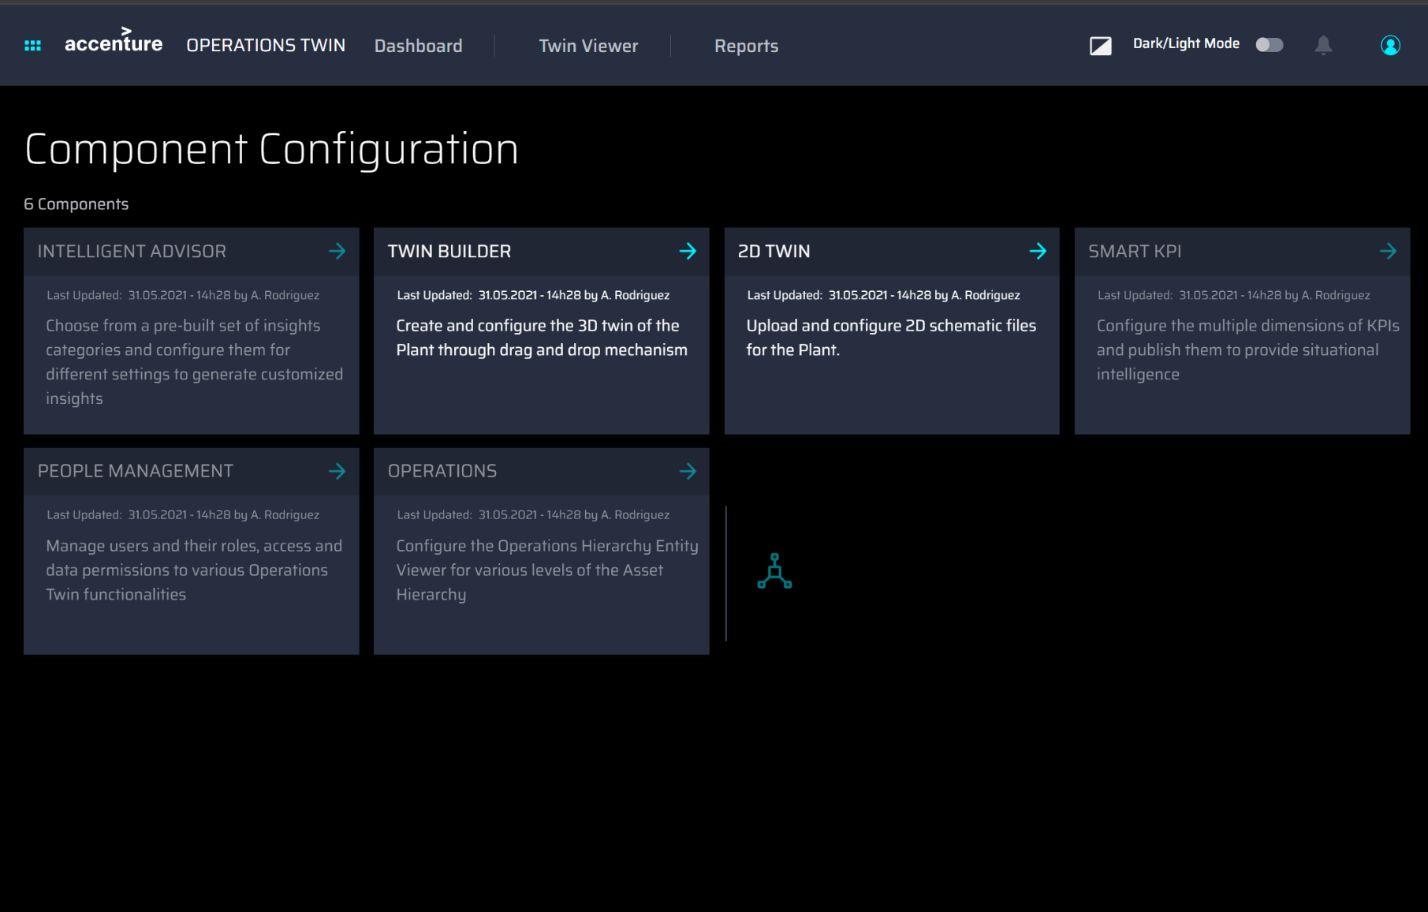 accenture OPERATIONS TWIN Dashboard Twin Viewer Reports Dark/Light Mode
Component Configuration
6 Components
INTELLIGENT ADVISOR
Last Updated: 31.05.2021 - 14h28 by A. Rodriguez
Choose from a pre-built set of insights
categories and configure them for
different settings to generate customized
insights
TWIN BUILDER
Last Updated: 31.05.2021 - 14h28 by A. Rodriguez
Create and configure the 3D twin of the
Plant through drag and drop mechanism
2D TWIN
Last Updated: 31.05.2021 - 14h28 by A. Rodriguez
Upload and configure 2D schematic files
for the Plant.
SMART KPI
Last Updated: 31.05.2021 - 14h28 by A. Rodriguez
Configure the multiple dimensions of KPIs
and publish them to provide situational
intelligence
PEOPLE MANAGEMENT
Last Updated: 31.05.2021 - 14h28 by A. Rodriguez
Manage users and their roles, access and
data permissions to various Operations
Twin functionalities
OPERATIONS
Last Updated: 31.05.2021 - 14h28 by A. Rodriguez
Configure the Operations Hierarchy Entity
Viewer for various levels of the Asset
Hierarchy